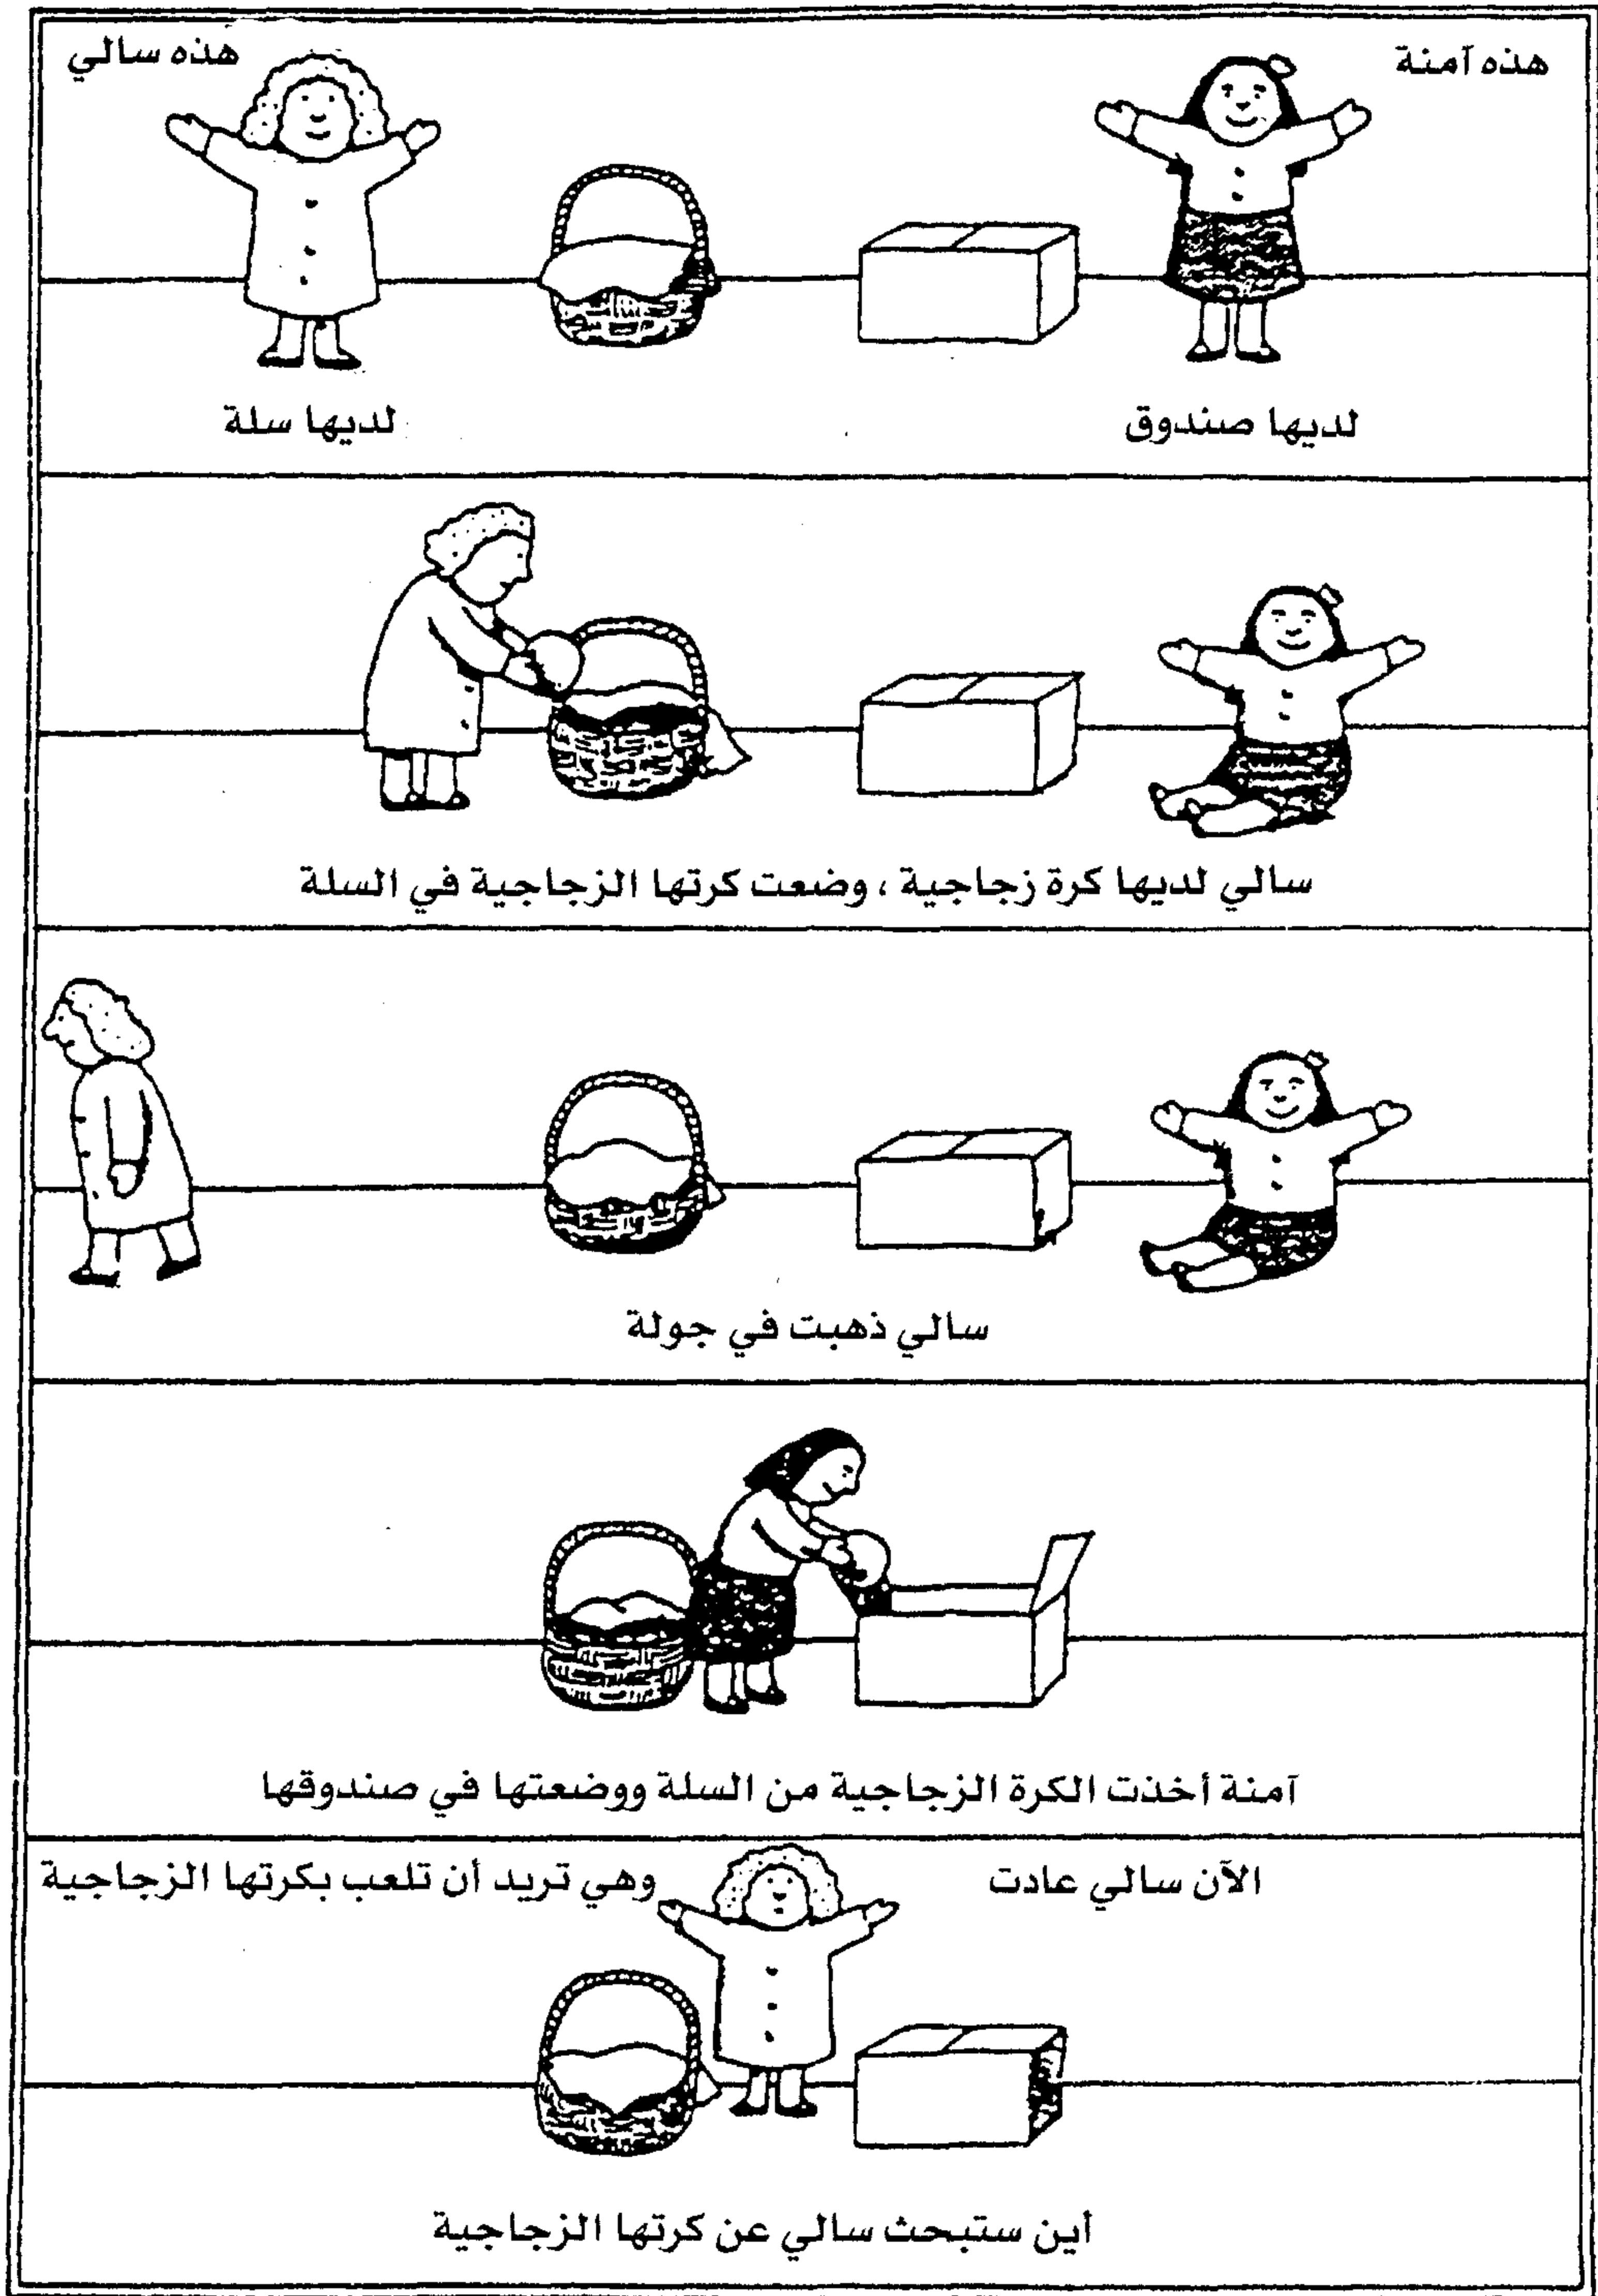 هذه آمنة
هذه سالي
لديها صندوق
لديها سلة
سالي لديها كرة زجاجية ، وضعت كرتها الزجاجية في السلة
سالي ذهبت في جولة
آمنة أخذت الكرة الزجاجية من السلة ووضعتها في صندوقها
الآن سالي عادت
وهي تريد أن تلعب بكرتها الزجاجية
أين ستبحث سالي عن كرتها الزجاجية